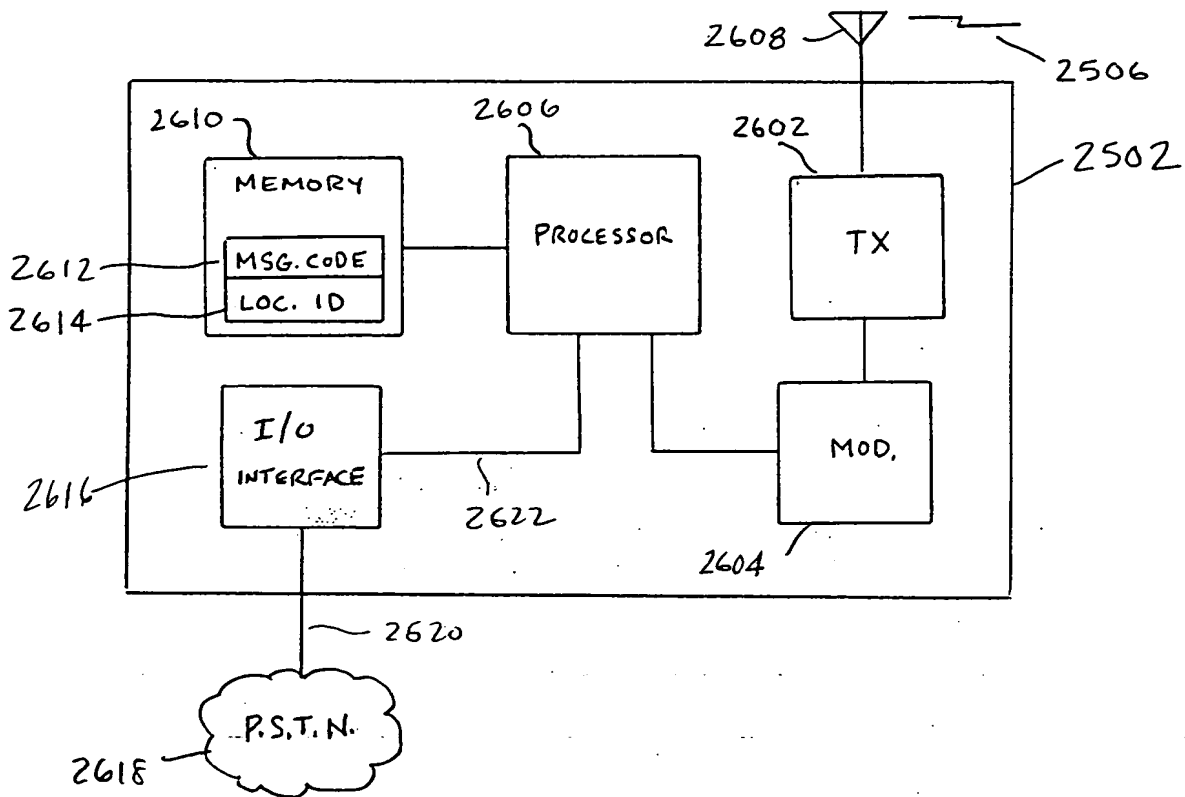 2608
2506
2610
2606
2602
2502
MEMORY
PROCESSOR
TX
2612
MSG. CODE
2614
LOC. ID
I/O
INTERFACE
MOD.
2616
2622
2604
2620
P.S.T.N.
2618